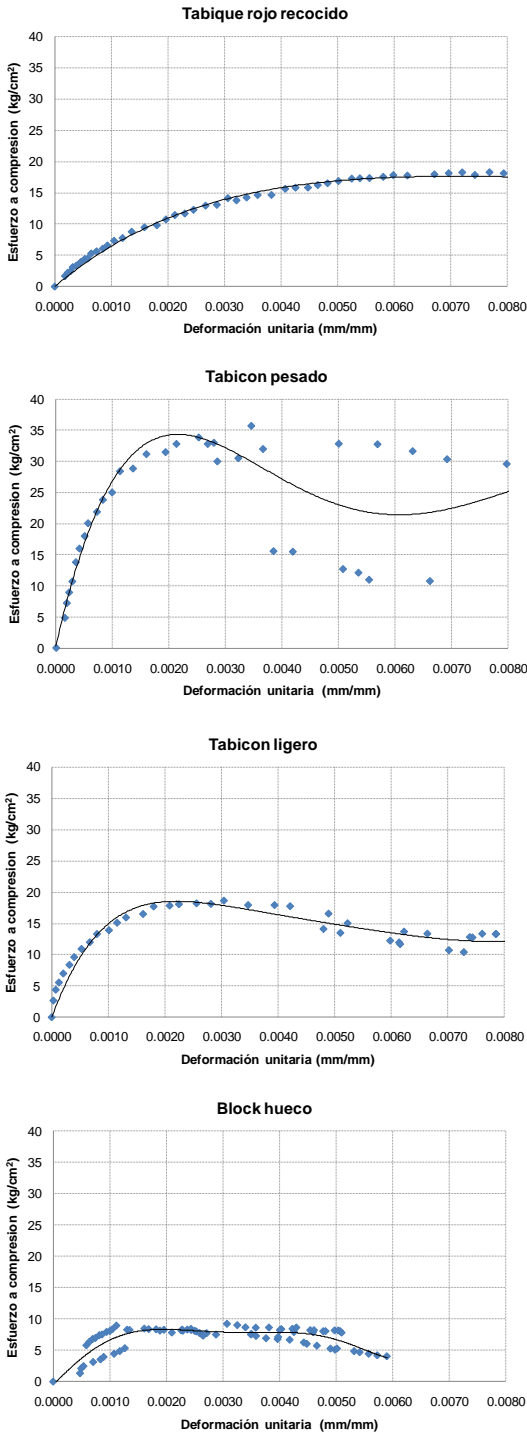 Tabique rojo recocido
Esfuerzo a compresion (kg/cm²)
40
35
30
25
20
15
10
5
0
0.0000 0.0010 0.0020 0.0030 0.0040 0.0050 0.0060 0.0070 0.0080
Deformación unitaria (mm/mm)
Tabicon pesado
Esfuerzo a compresion (kg/cm²)
40
35
30
25
20
15
10
5
0
0.0000 0.0010 0.0020 0.0030 0.0040 0.0050 0.0060 0.0070 0.0080
Deformación unitaria (mm/mm)
Tabicon ligero
Esfuerzo a compresion (kg/cm²)
40
35
30
25
20
15
10
5
0
0.0000 0.0010 0.0020 0.0030 0.0040 0.0050 0.0060 0.0070 0.0080
Deformación unitaria (mm/mm)
Block hueco
Esfuerzo a compresion (kg/cm²)
40
35
30
25
20
15
10
5
0
0.0000 0.0010 0.0020 0.0030 0.0040 0.0050 0.0060 0.0070 0.0080
Deformación unitaria (mm/mm)